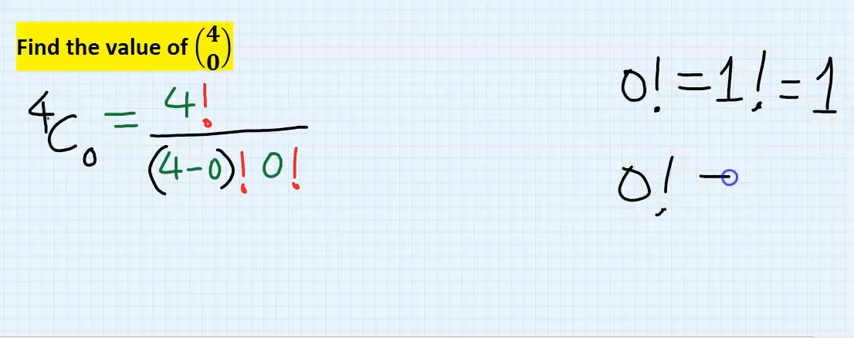 Find the value of (4 0)
⁴C₀ = 4! / (4-0)! 0!
0! = 1! = 1
0! -